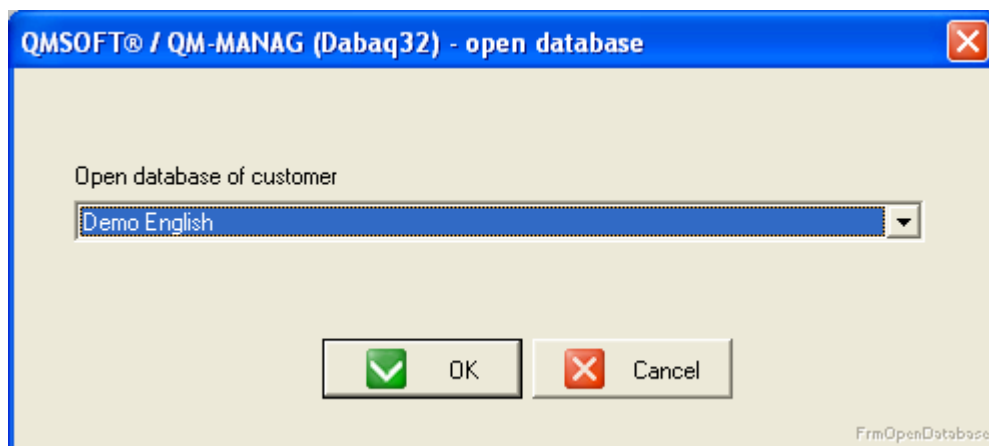 QMSOFT® / QM-MANAG (Dabaq32) - open database
Open database of customer
Demo English
OK Cancel
FrmOpenDatabase